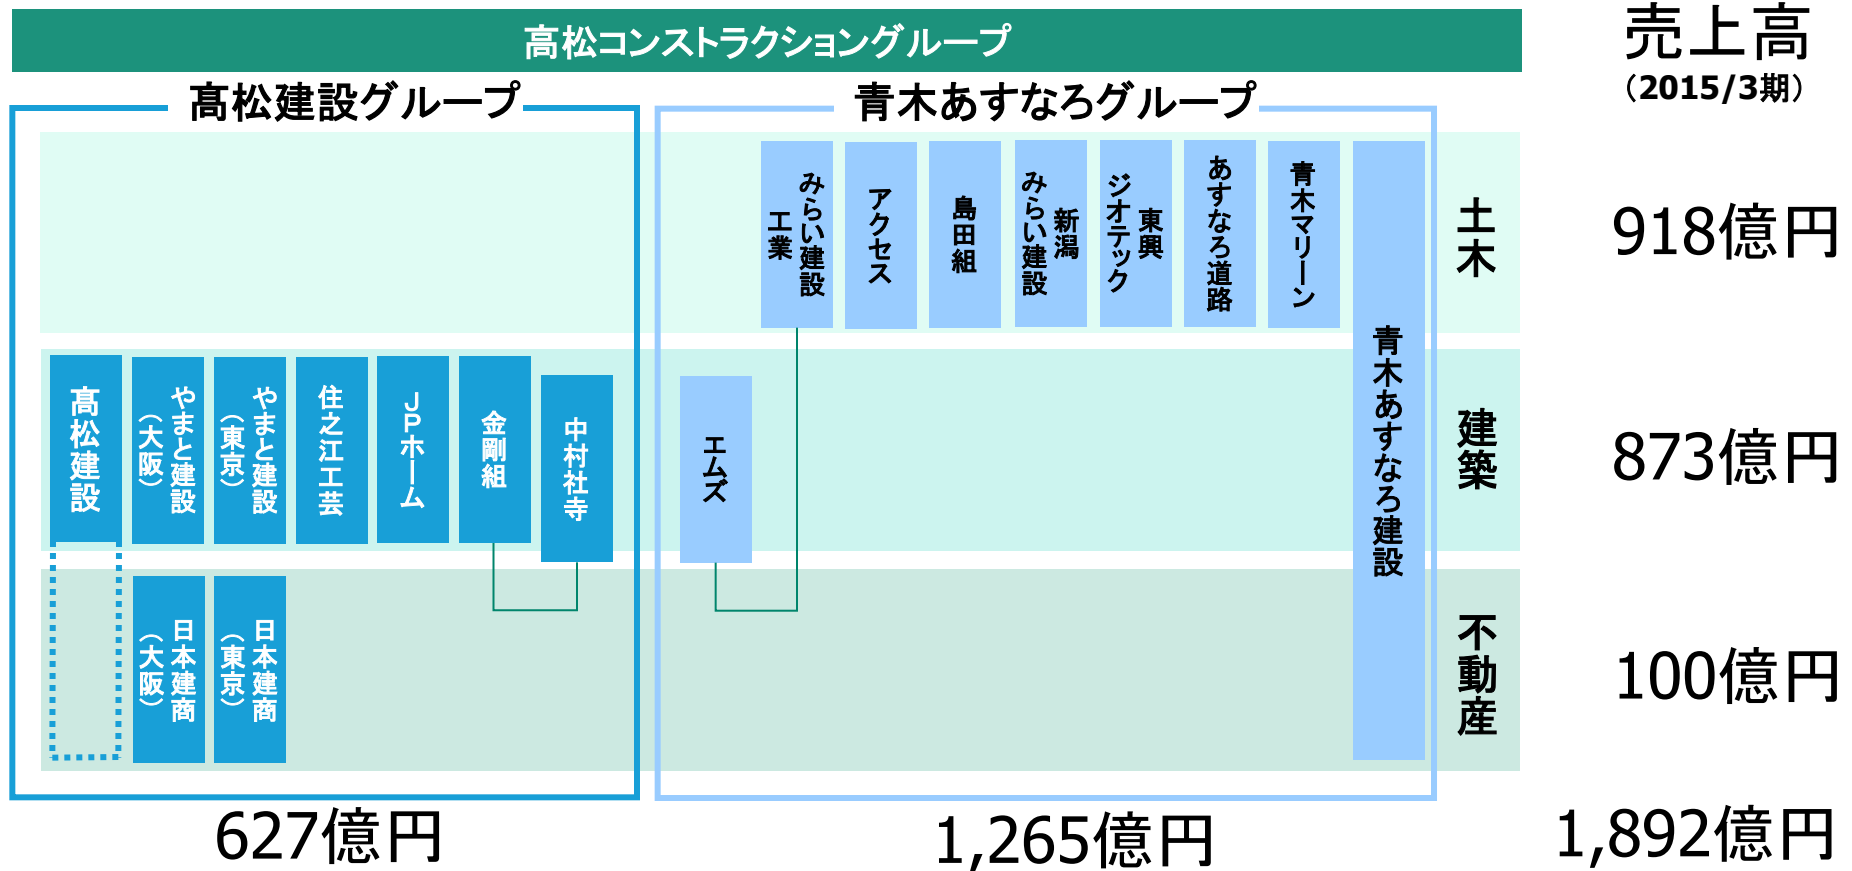 高松コンストラクショングループ
売上高
（2015/3期）
髙松建設グループ
青木あすなろグループ
みらい建設
工業
アクセス
島田組
新潟
みらい建設
東興
ジオテック
あすなろ道路
青木マリーン
青木あすなろ建設
土木
918億円
髙松建設
やまと建設
（大阪）
やまと建設
（東京）
住之江工芸
ＪＰホーム
金剛組
中村社寺
エムズ
建築
873億円
日本建商
（大阪）
日本建商
（東京）
不動産
100億円
627億円
1,265億円
1,892億円